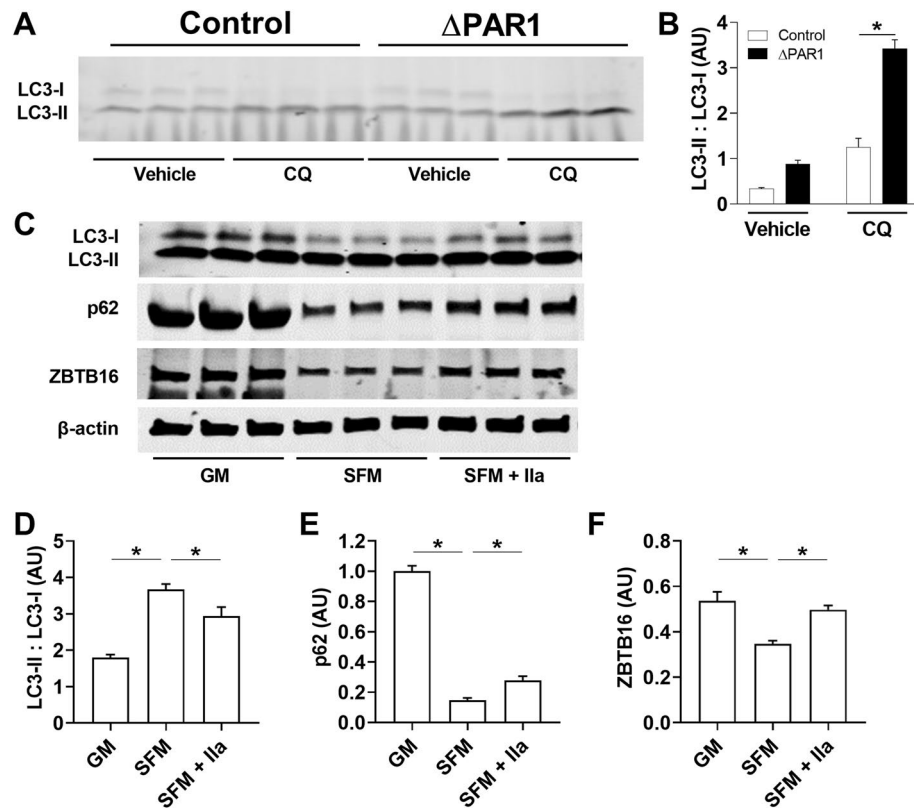 A
Control
ΔPAR1
LC3-I
LC3-II
Vehicle
CQ
Vehicle
CQ
B
LC3-II : LC3-I (AU)
4
3
2
1
0
Control
ΔPAR1
*
Vehicle
CQ
C
LC3-I
LC3-II
p62
ZBTB16
β-actin
GM
SFM
SFM + IIa
D
LC3-II : LC3-I (AU)
5
4
3
2
1
0
*
*
GM
SFM
SFM + IIa
E
p62 (AU)
1.2
1.0
0.8
0.6
0.4
0.2
0.0
*
*
GM
SFM
SFM + IIa
F
ZBTB16 (AU)
0.8
0.6
0.4
0.2
0.0
*
*
GM
SFM
SFM + IIa